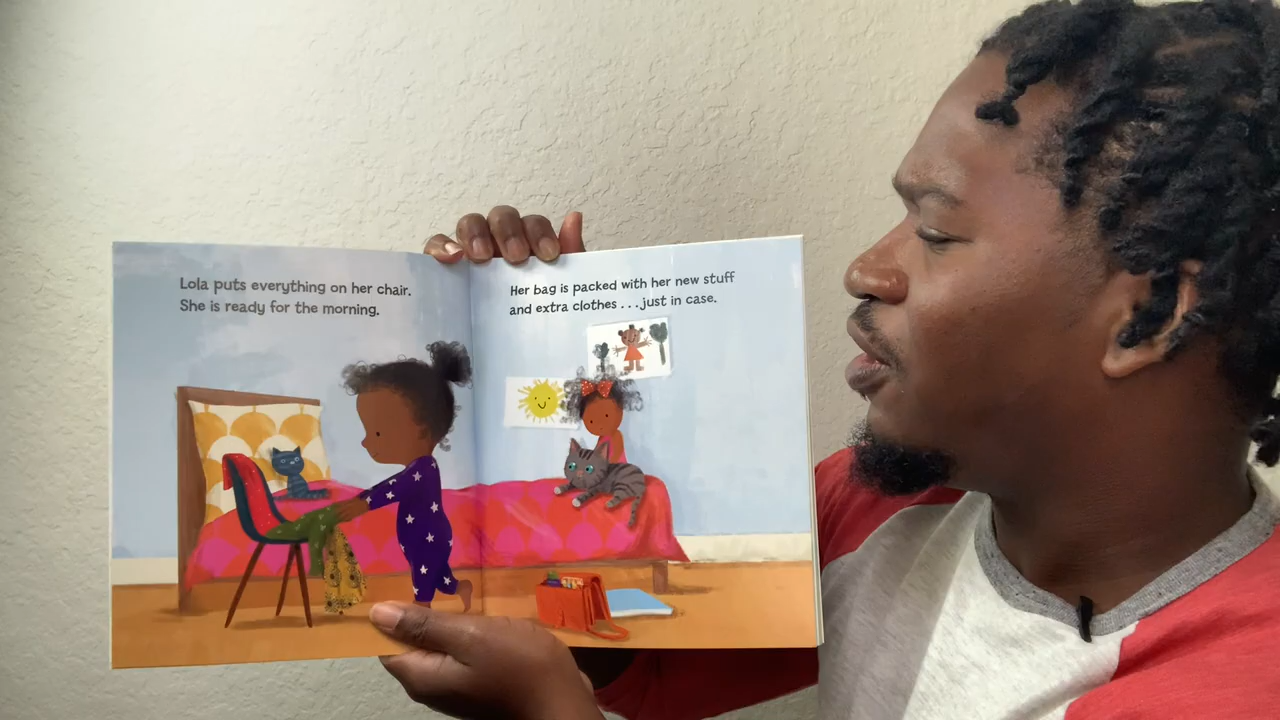 Lola puts everything on her chair.
She is ready for the morning.
Her bag is packed with her new stuff
and extra clothes . . . just in case.